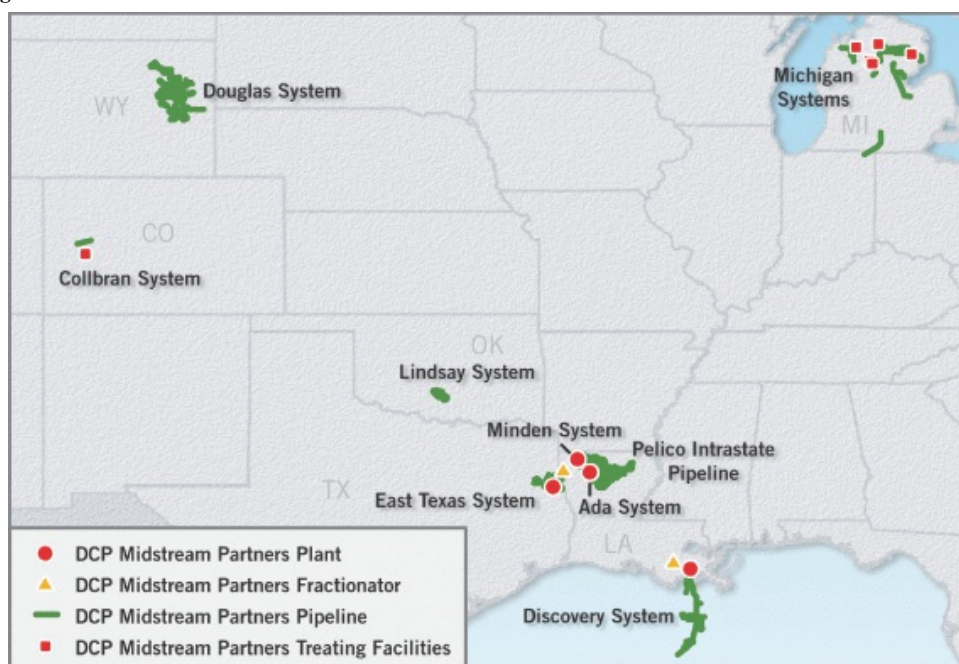 Douglas System
WY
Michigan
Systems
MI
CO
Collbran System
OK
Lindsay System
Minden System
Pelico Intrastate
Pipeline
TX
East Texas System
Ada System
LA
Discovery System
DCP Midstream Partners Plant
DCP Midstream Partners Fractionator
DCP Midstream Partners Pipeline
DCP Midstream Partners Treating Facilities